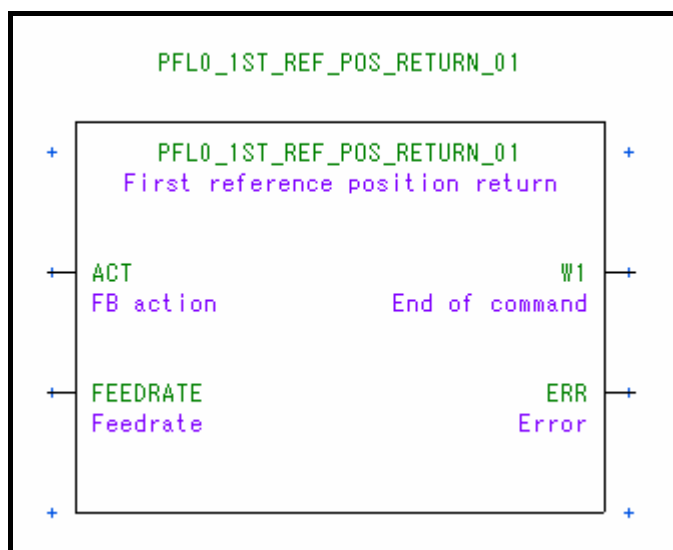 PFL0_1ST_REF_POS_RETURN_01
PFL0_1ST_REF_POS_RETURN_01
First reference position return
ACT W1
FB action End of command
FEEDRATE ERR
Feedrate Error